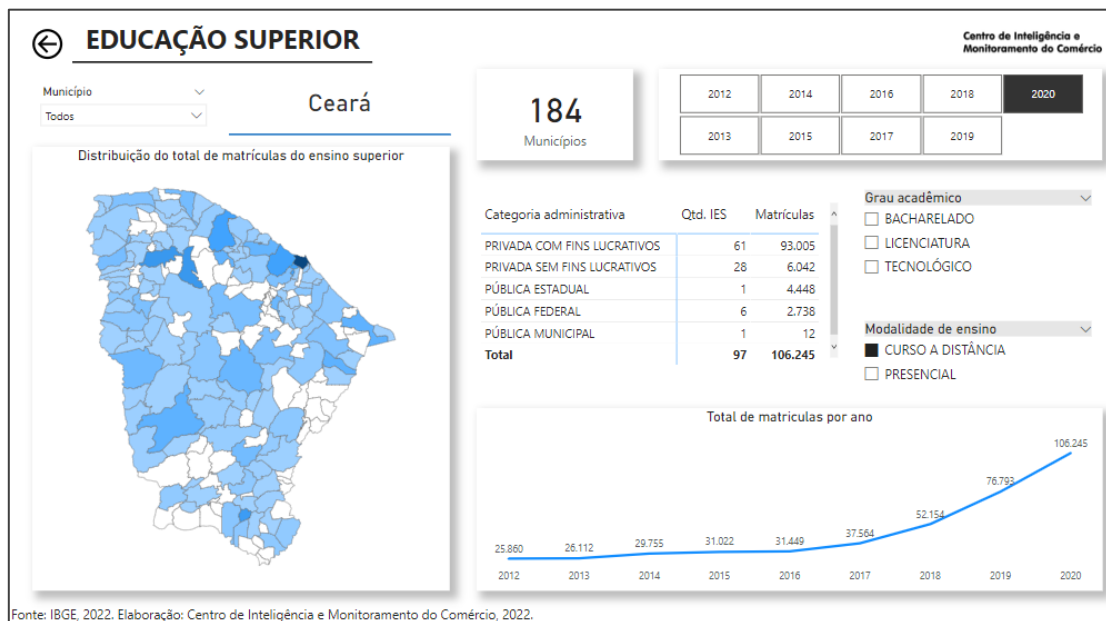 EDUCAÇÃO SUPERIOR
Centro de Inteligência e
Monitoramento do Comércio
Município
Todos
Ceará
184
Municípios
2012 2014 2016 2018 2020
2013 2015 2017 2019
Distribuição do total de matrículas do ensino superior
Categoria administrativa Qtd. IES Matrículas
PRIVADA COM FINS LUCRATIVOS 61 93.005
PRIVADA SEM FINS LUCRATIVOS 28 6.042
PÚBLICA ESTADUAL 1 4.448
PÚBLICA FEDERAL 6 2.738
PÚBLICA MUNICIPAL 1 12
Total 97 106.245
Grau acadêmico
BACHARELADO
LICENCIATURA
TECNOLÓGICO
Modalidade de ensino
CURSO A DISTÂNCIA
PRESENCIAL
Total de matriculas por ano
25.860 26.112 29.755 31.022 31.449 37.564 52.154 76.793 106.245
2012 2013 2014 2015 2016 2017 2018 2019 2020
Fonte: IBGE, 2022. Elaboração: Centro de Inteligência e Monitoramento do Comércio, 2022.